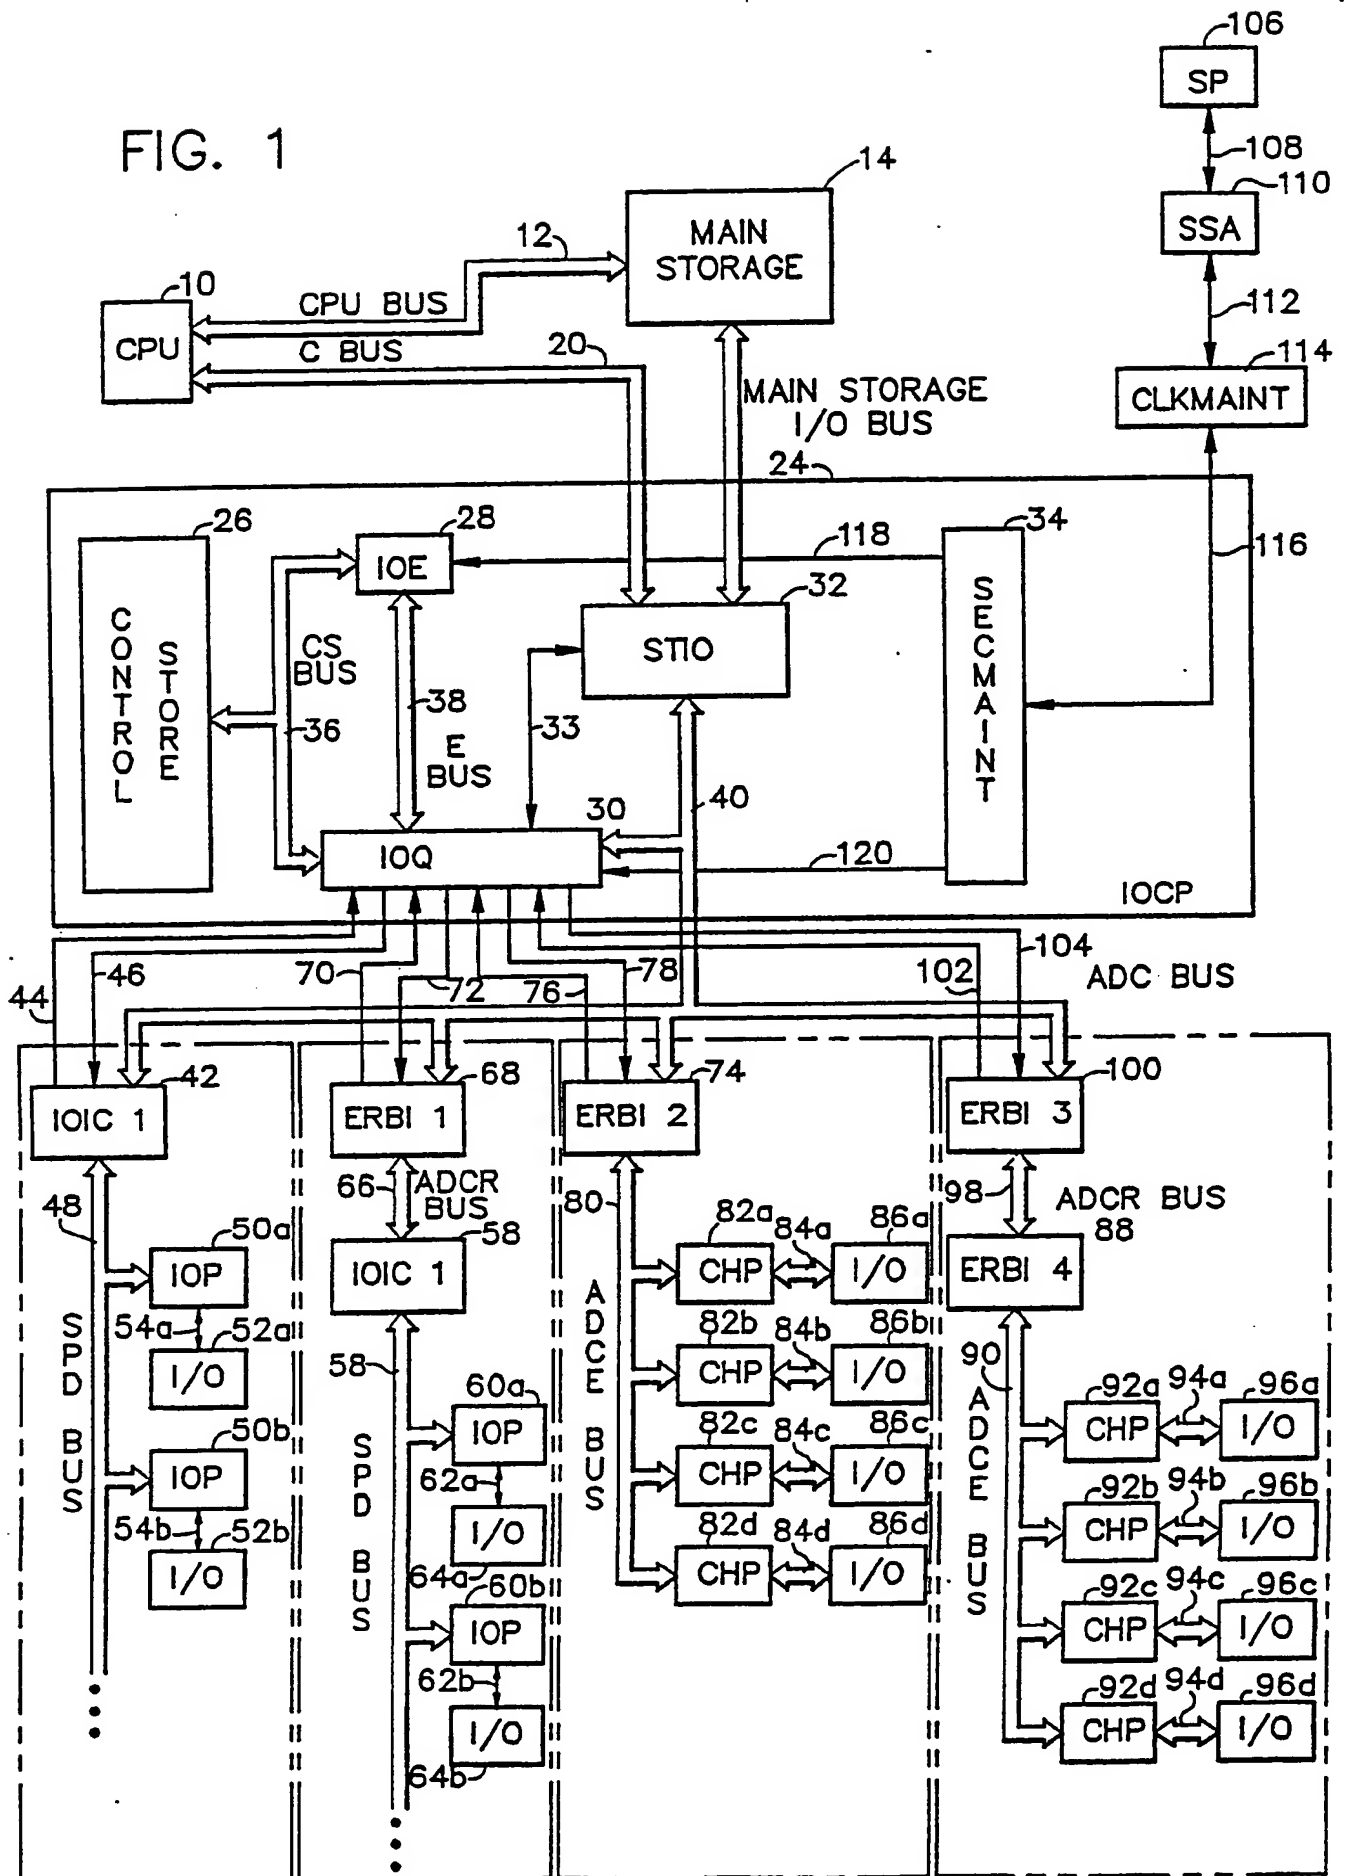 FIG. 1
106
SP
108
110
SSA
112
114
CLKMAINT
116
14
MAIN
STORAGE
12
10
CPU
CPU BUS
C BUS
20
MAIN STORAGE
I/O BUS
24
26
CONTROL
STORE
28
IOE
118
34
SECMAINT
32
STIO
CS
BUS
36
38
E
BUS
33
30
IOQ
40
120
IOCP
44
46
70
72
76
78
102
104
ADC BUS
42
IOIC 1
68
ERBI 1
74
ERBI 2
100
ERBI 3
48
SPD BUS
50a
IOP
54a
52a
I/O
50b
IOP
54b
52b
I/O
66
ADCR
BUS
58
IOIC 1
58
SPD BUS
60a
IOP
62a
I/O
64a
60b
IOP
62b
I/O
64b
80
ADCE BUS
82a
84a
86a
CHP
I/O
82b
84b
86b
CHP
I/O
82c
84c
86c
CHP
I/O
82d
84d
86d
CHP
I/O
98
ADCR BUS
88
ERBI 4
90
ADCE BUS
92a
94a
96a
CHP
I/O
92b
94b
96b
CHP
I/O
92c
94c
96c
CHP
I/O
92d
94d
96d
CHP
I/O